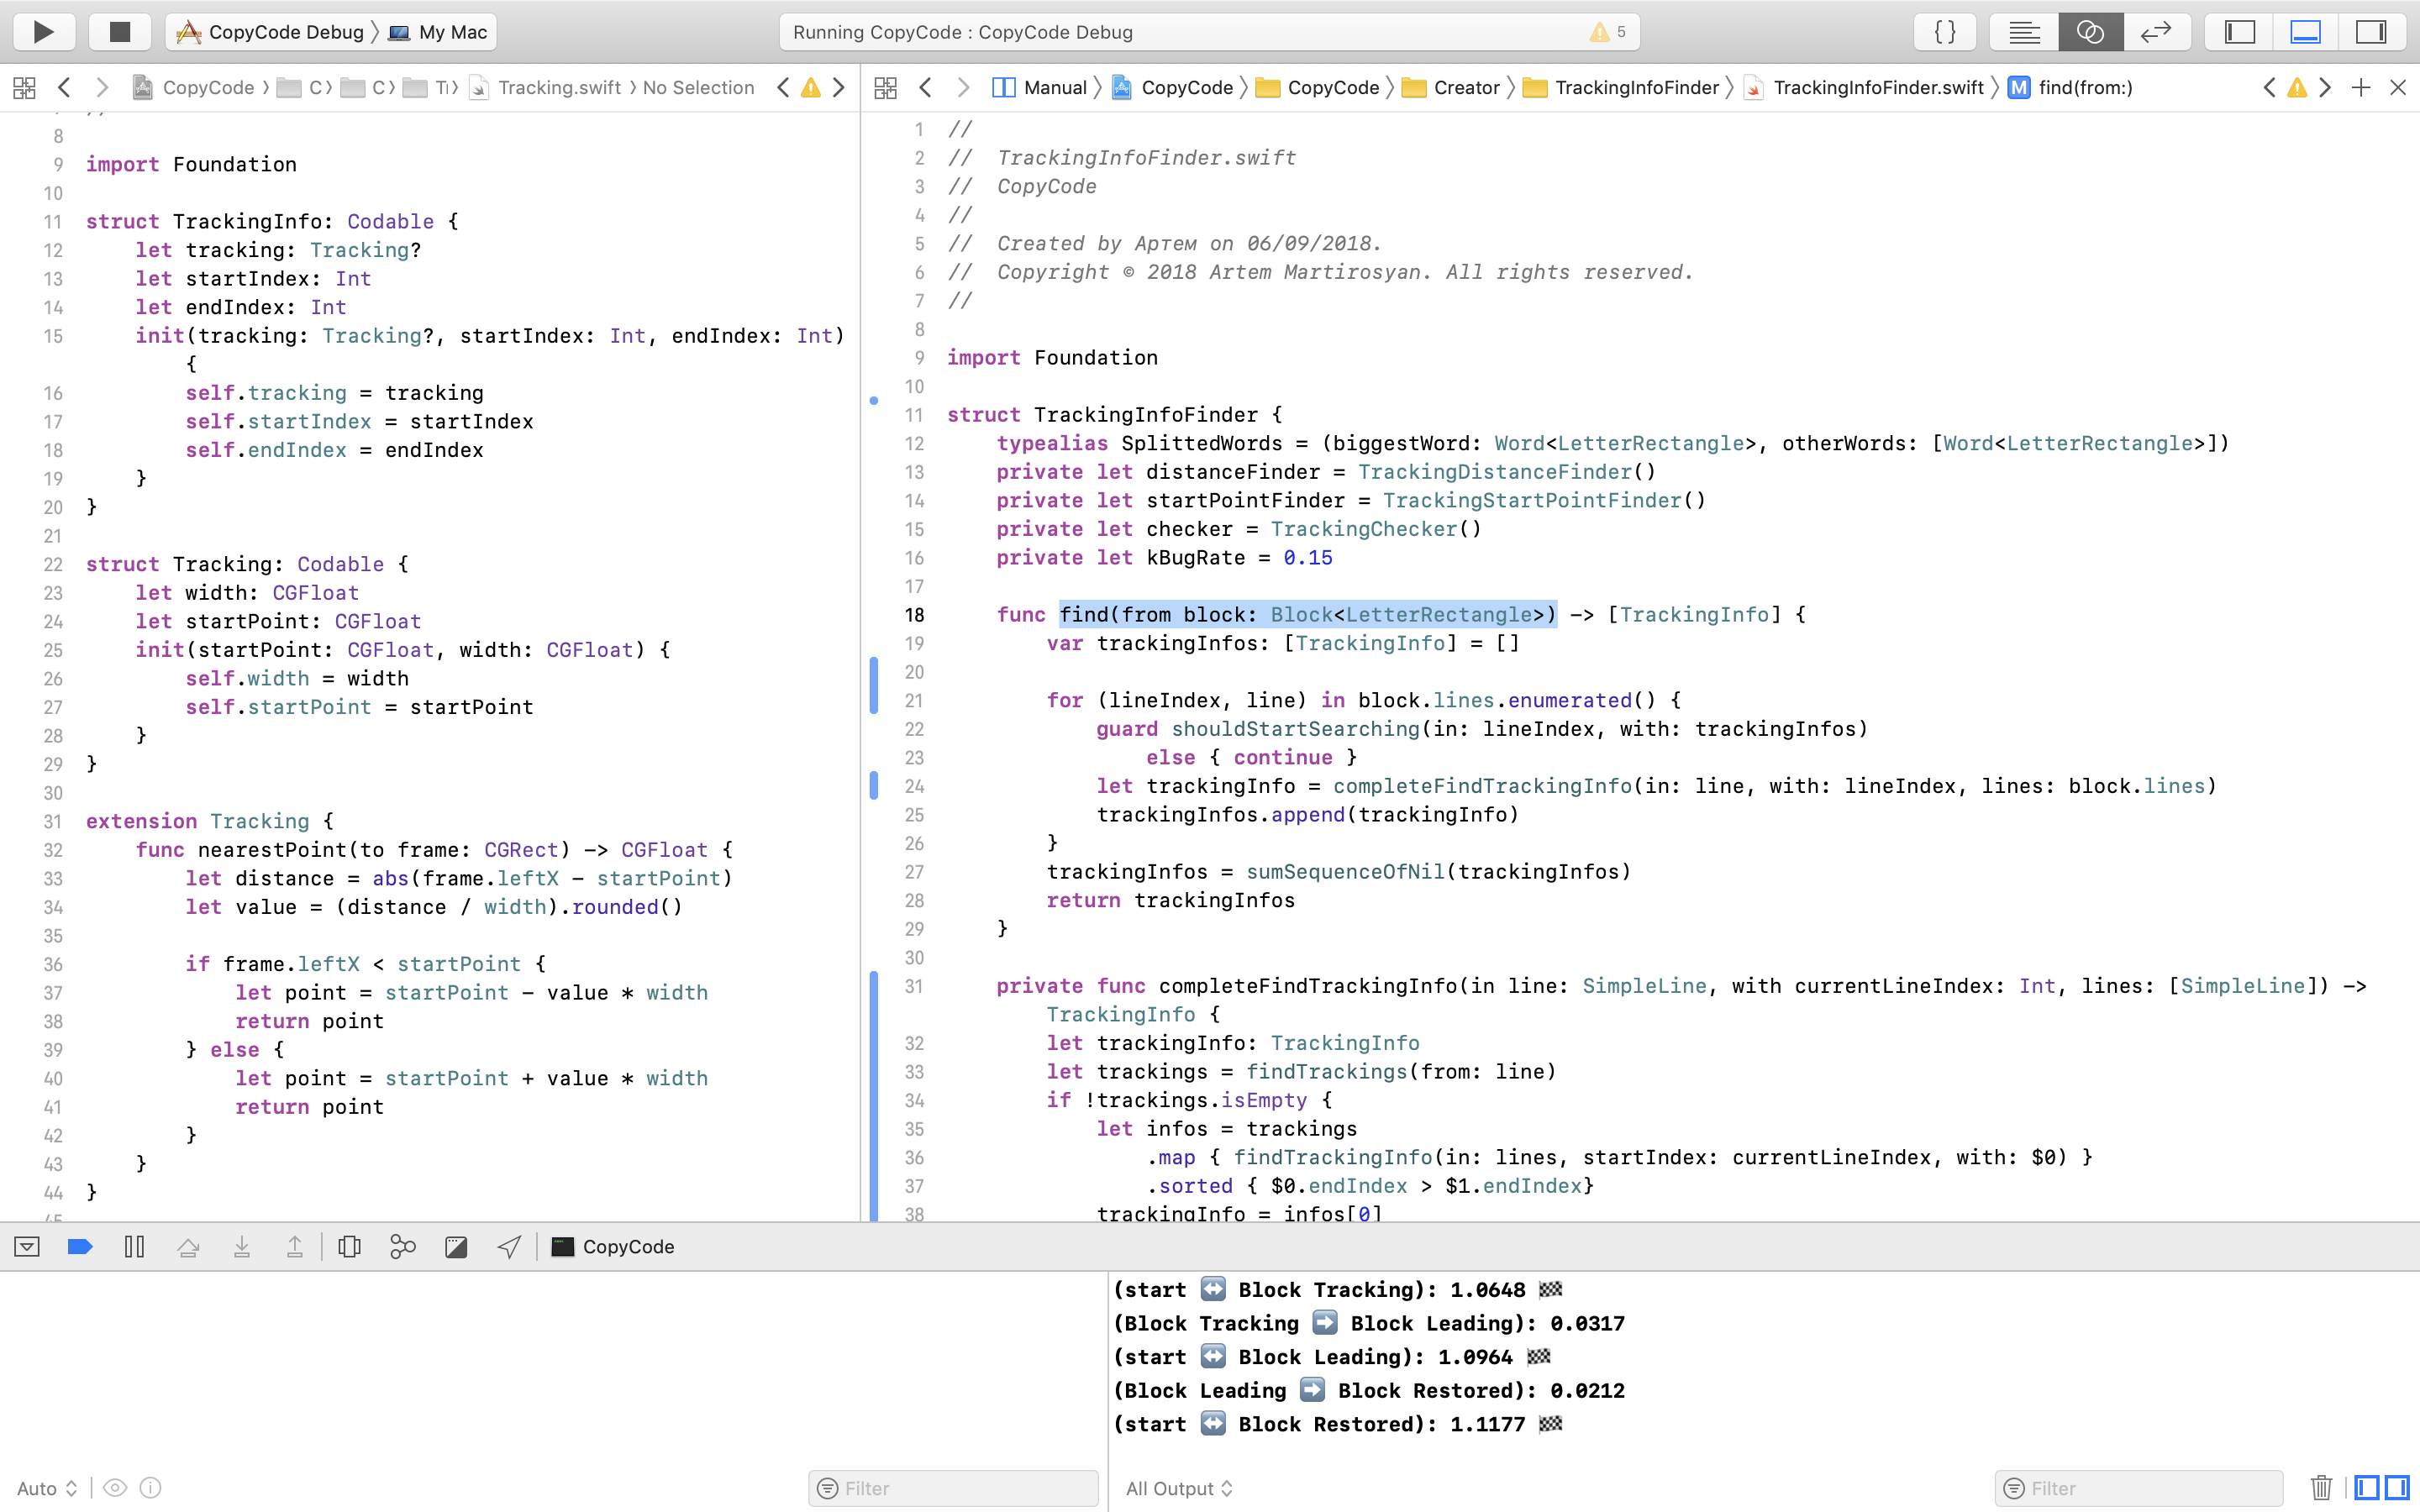 CopyCode Debug 〉 My Mac
Running CopyCode : CopyCode Debug
5
{}
CopyCode 〉 C 〉 C 〉 T 〉 Tracking.swift 〉 No Selection
8
9 import Foundation
10
11 struct TrackingInfo: Codable {
12 let tracking: Tracking?
13 let startIndex: Int
14 let endIndex: Int
15 init(tracking: Tracking?, startIndex: Int, endIndex: Int)
{
16 self.tracking = tracking
17 self.startIndex = startIndex
18 self.endIndex = endIndex
19 }
20 }
21
22 struct Tracking: Codable {
23 let width: CGFloat
24 let startPoint: CGFloat
25 init(startPoint: CGFloat, width: CGFloat) {
26 self.width = width
27 self.startPoint = startPoint
28 }
29 }
30
31 extension Tracking {
32 func nearestPoint(to frame: CGRect) -> CGFloat {
33 let distance = abs(frame.leftX - startPoint)
34 let value = (distance / width).rounded()
35
36 if frame.leftX < startPoint {
37 let point = startPoint - value * width
38 return point
39 } else {
40 let point = startPoint + value * width
41 return point
42 }
43 }
44 }
45
Manual 〉 CopyCode 〉 CopyCode 〉 Creator 〉 TrackingInfoFinder 〉 TrackingInfoFinder.swift 〉 M find(from:)
1 //
2 // TrackingInfoFinder.swift
3 // CopyCode
4 //
5 // Created by Артем on 06/09/2018.
6 // Copyright © 2018 Artem Martirosyan. All rights reserved.
7 //
8
9 import Foundation
10
11 struct TrackingInfoFinder {
12 typealias SplittedWords = (biggestWord: Word<LetterRectangle>, otherWords: [Word<LetterRectangle>])
13 private let distanceFinder = TrackingDistanceFinder()
14 private let startPointFinder = TrackingStartPointFinder()
15 private let checker = TrackingChecker()
16 private let kBugRate = 0.15
17
18 func find(from block: Block<LetterRectangle>) -> [TrackingInfo] {
19 var trackingInfos: [TrackingInfo] = []
20
21 for (lineIndex, line) in block.lines.enumerated() {
22 guard shouldStartSearching(in: lineIndex, with: trackingInfos)
23 else { continue }
24 let trackingInfo = completeFindTrackingInfo(in: line, with: lineIndex, lines: block.lines)
25 trackingInfos.append(trackingInfo)
26 }
27 trackingInfos = sumSequenceOfNil(trackingInfos)
28 return trackingInfos
29 }
30
31 private func completeFindTrackingInfo(in line: SimpleLine, with currentLineIndex: Int, lines: [SimpleLine]) ->
TrackingInfo {
32 let trackingInfo: TrackingInfo
33 let trackings = findTrackings(from: line)
34 if !trackings.isEmpty {
35 let infos = trackings
36 .map { findTrackingInfo(in: lines, startIndex: currentLineIndex, with: $0) }
37 .sorted { $0.endIndex > $1.endIndex}
38 trackingInfo = infos[0]
CopyCode
(start ↔️ Block Tracking): 1.0648 🏁
(Block Tracking ➡️ Block Leading): 0.0317
(start ↔️ Block Leading): 1.0964 🏁
(Block Leading ➡️ Block Restored): 0.0212
(start ↔️ Block Restored): 1.1177 🏁
Auto
Filter
All Output
Filter